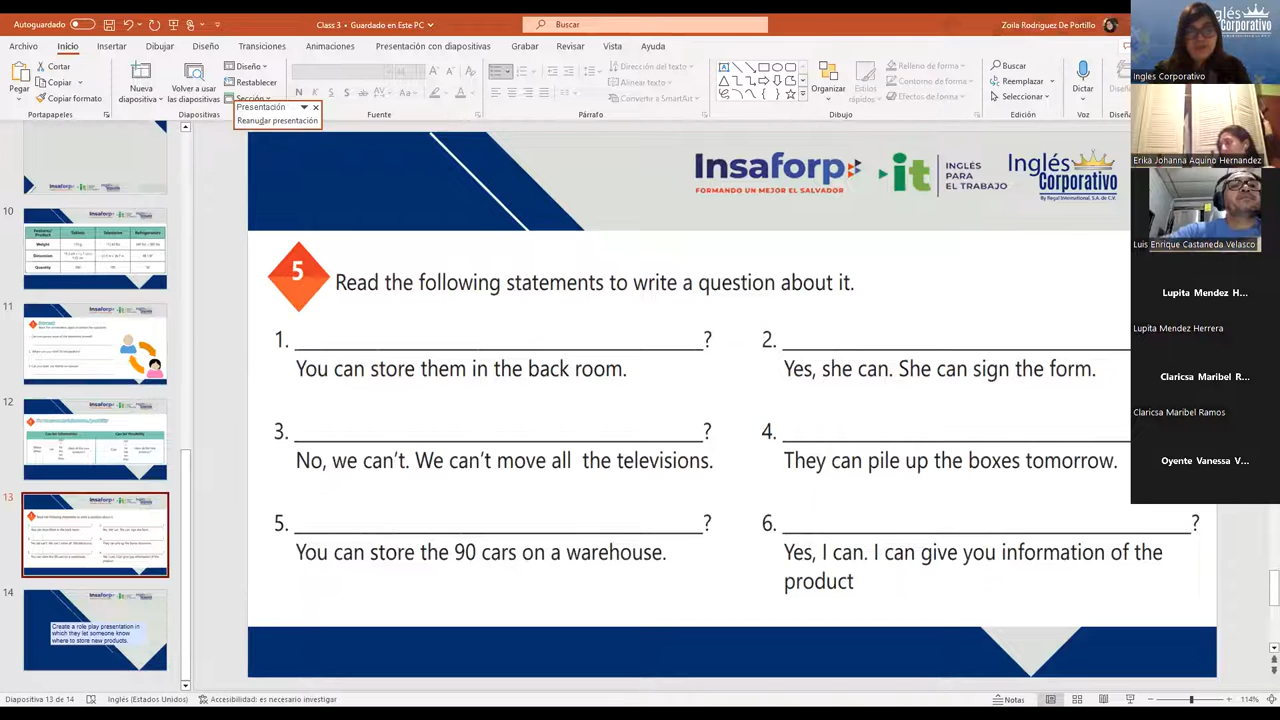 Autoguardado
Class 3 • Guardado en Este PC
Buscar
Zoila Rodriguez De Portillo
Archivo Inicio Insertar Dibujar Diseño Transiciones Animaciones Presentación con diapositivas Grabar Revisar Vista Ayuda
Pegar
Cortar
Copiar
Copiar formato
Portapapeles
Nueva diapositiva
Volver a usar las diapositivas
Diseño
Restablecer
Sección
Diapositivas
Presentación
Reanudar presentación
Fuente
Dirección del texto
Alinear texto
Convertir a SmartArt
Párrafo
Organizar
Estilos rápidos
Relleno de forma
Contorno de forma
Efectos de forma
Dibujo
Buscar
Reemplazar
Seleccionar
Edición
Dictar
Voz
Inglés Corporativo
Ingles Corporativo
Erika Johanna Aquino Hernandez
Luis Enrique Castaneda Velasco
Lupita Mendez H...
Lupita Mendez Herrera
Claricsa Maribel R...
Claricsa Maribel Ramos
Oyente Vanessa V...
10
11
12
13
14
Create a role play presentation in
which they let someone know
where to store new products.
Insaforp
FORMANDO UN MEJOR EL SALVADOR
it
INGLÉS
PARA
EL TRABAJO
Inglés
Corporativo
By Regal International, S.A. de C.V.
5
Read the following statements to write a question about it.
1. ?
You can store them in the back room.
2.
Yes, she can. She can sign the form.
3. ?
No, we can't. We can't move all the televisions.
4.
They can pile up the boxes tomorrow.
5. ?
You can store the 90 cars on a warehouse.
6. ?
Yes, I can. I can give you information of the
product
Diapositiva 13 de 14
Inglés (Estados Unidos)
Accesibilidad: es necesario investigar
Notas
114%